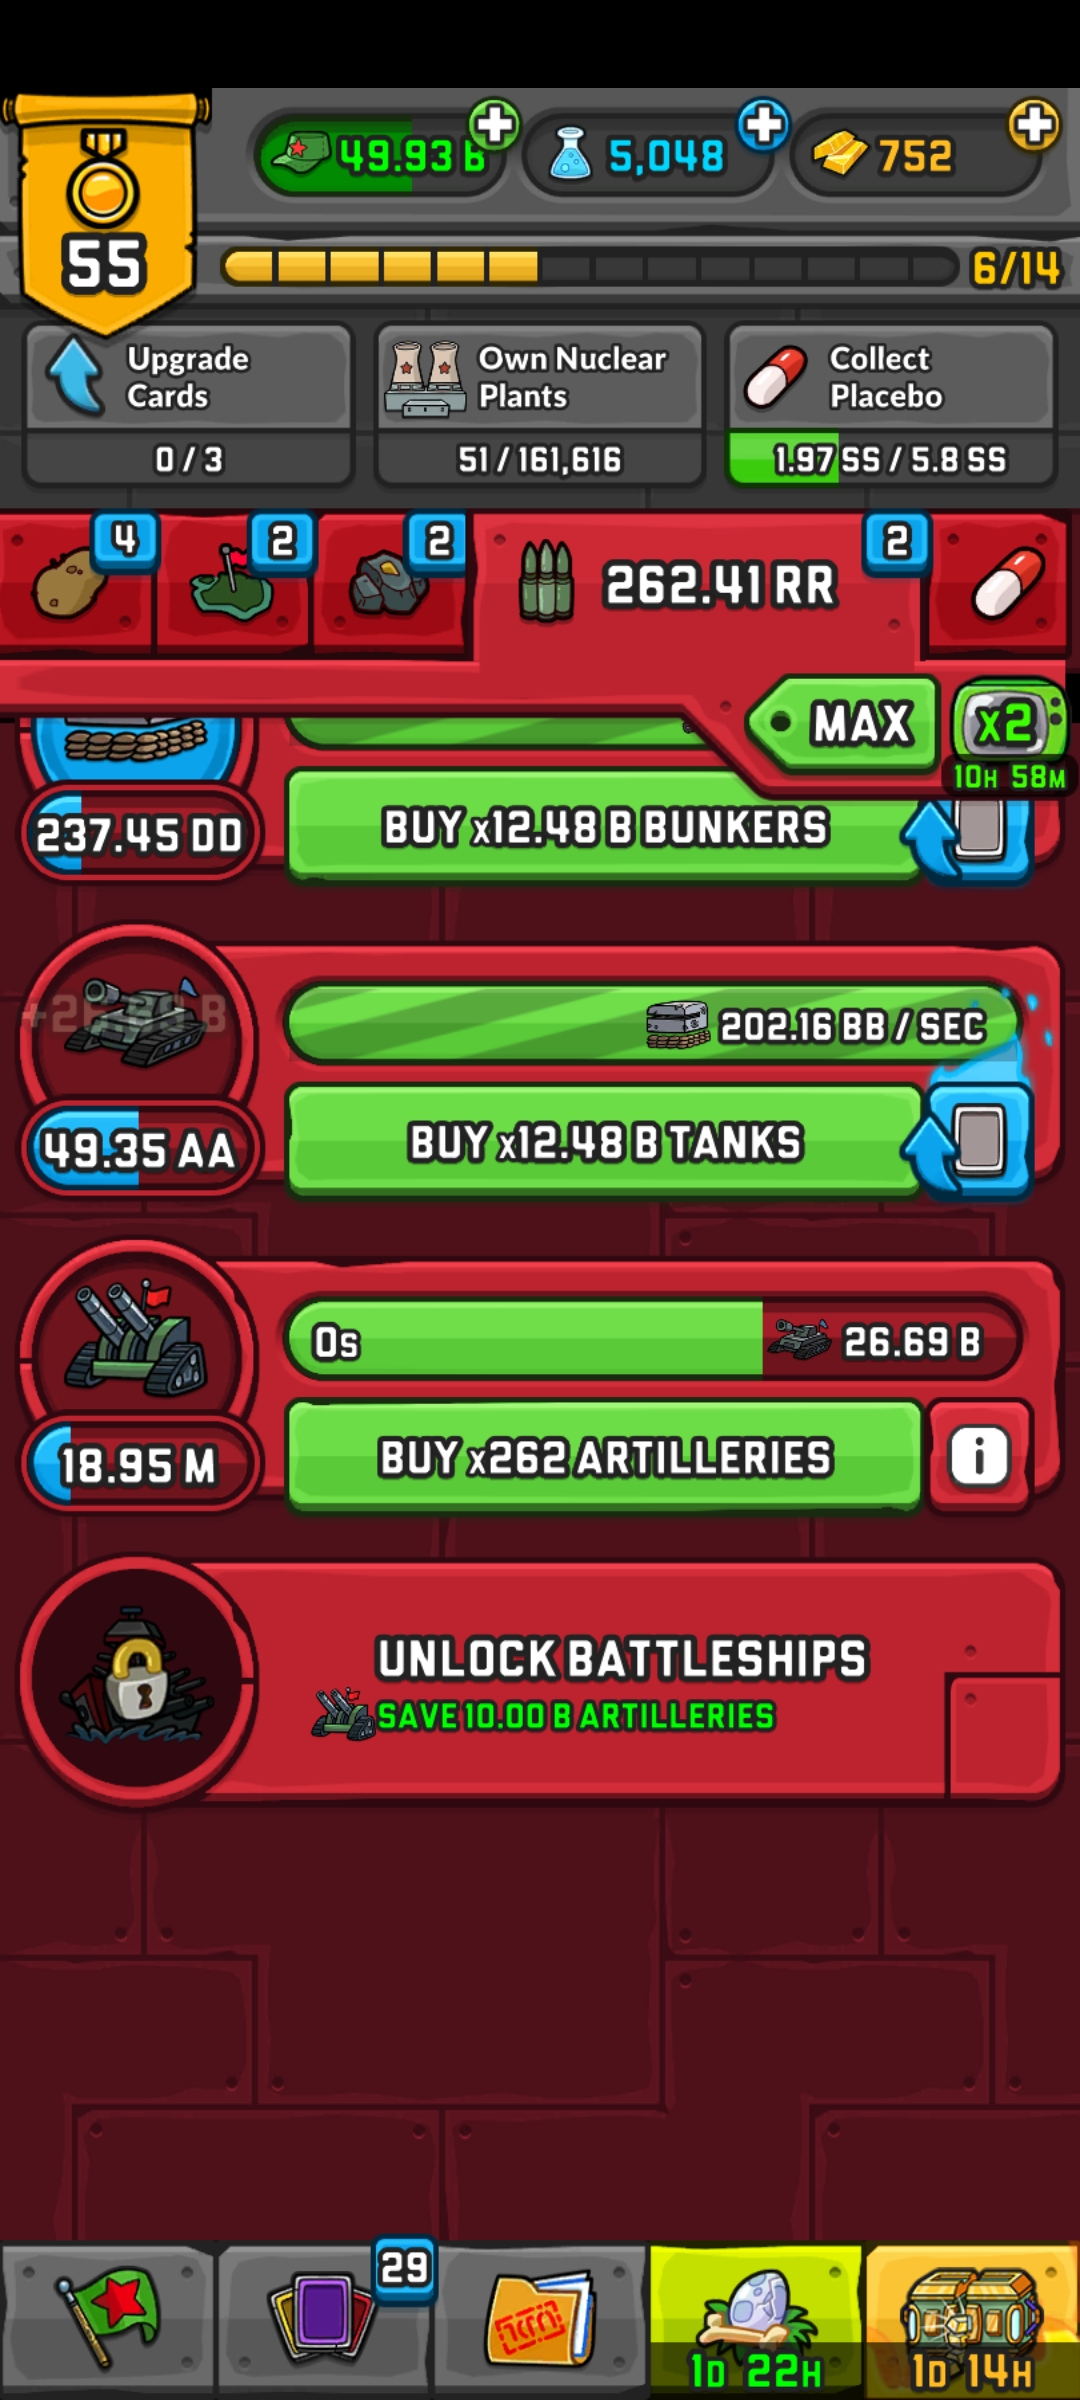 49.93 B
5,048
752
55
6/14
Upgrade
Cards
0 / 3
Own Nuclear
Plants
51 / 161,616
Collect
Placebo
1.97 SS / 5.8 SS
4
2
2
262.41 RR
2
MAX
x2
10H 58M
237.45 DD
BUY x12.48 B BUNKERS
202.16 BB / SEC
49.35 AA
BUY x12.48 B TANKS
0s
26.69 B
18.95 M
BUY x262 ARTILLERIES
i
UNLOCK BATTLESHIPS
SAVE 10.00 B ARTILLERIES
29
1D 22H
1D 14H